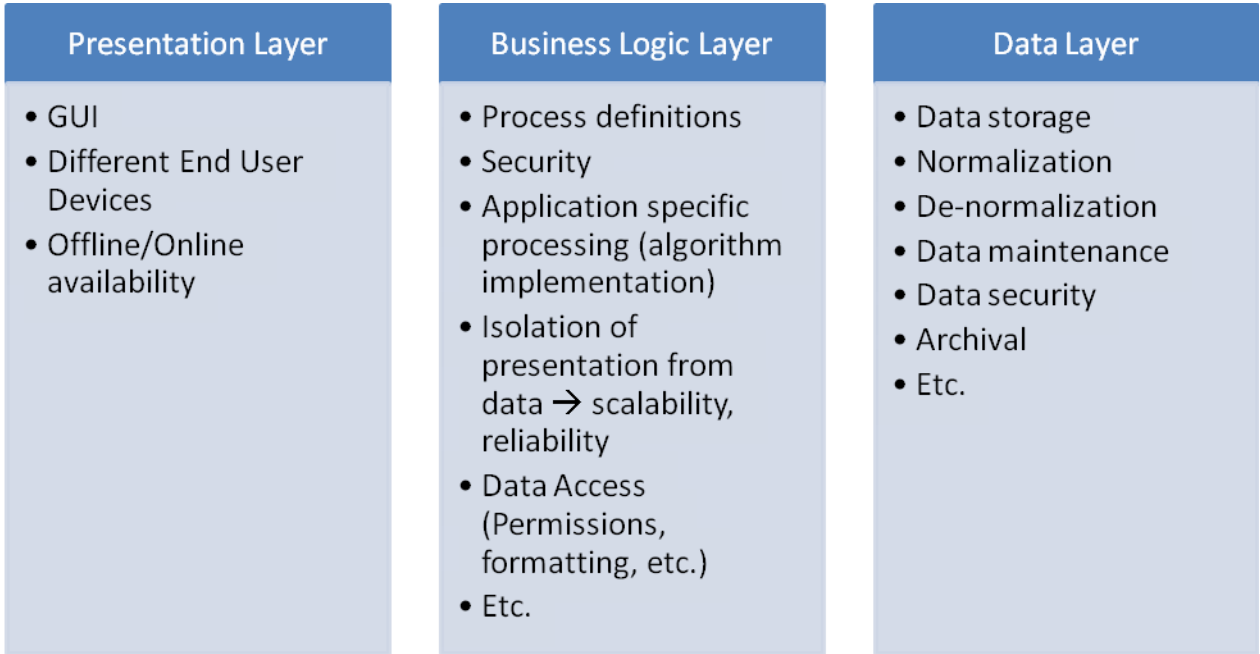 Presentation Layer
• GUI
• Different End User
Devices
• Offline/Online
availability
Business Logic Layer
• Process definitions
• Security
• Application specific
processing (algorithm
implementation)
• Isolation of
presentation from
data → scalability,
reliability
• Data Access
(Permissions,
formatting, etc.)
• Etc.
Data Layer
• Data storage
• Normalization
• De-normalization
• Data maintenance
• Data security
• Archival
• Etc.